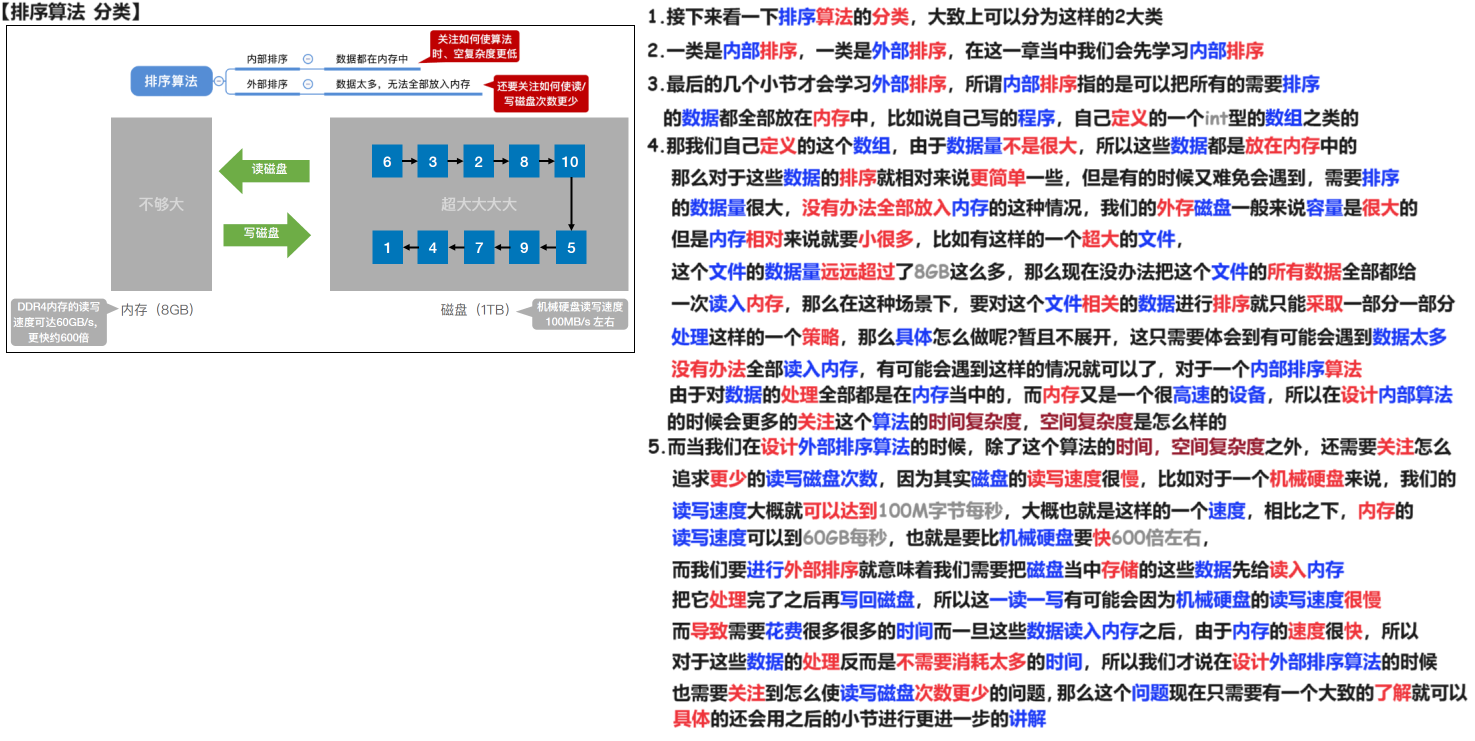 【排序算法 分类】
关注如何使算法
时、空复杂度更低
内部排序
数据都在内存中
排序算法
外部排序
数据太多，无法全部放入内存
还要关注如何使读/
写磁盘次数更少
6
3
2
8
10
读磁盘
不够大
超大大大大
写磁盘
1
4
7
9
5
DDR4内存的读写
速度可达60GB/s，
更快约600倍
内存（8GB）
磁盘（1TB）
机械硬盘读写速度
100MB/s 左右
1.接下来看一下排序算法的分类，大致上可以分为这样的2大类
2.一类是内部排序，一类是外部排序，在这一章当中我们会先学习内部排序
3.最后的几个小节才会学习外部排序，所谓内部排序指的是可以把所有的需要排序
的数据都全部放在内存中，比如说自己写的程序，自己定义的一个int型的数组之类的
4.那我们自己定义的这个数组，由于数据量不是很大，所以这些数据都是放在内存中的
那么对于这些数据的排序就相对来说更简单一些，但是有的时候又难免会遇到，需要排序
的数据量很大，没有办法全部放入内存的这种情况，我们的外存磁盘一般来说容量是很大的
但是内存相对来说就要小很多，比如有这样的一个超大的文件，
这个文件的数据量远远超过了8GB这么多，那么现在没办法把这个文件的所有数据全部都给
一次读入内存，那么在这种场景下，要对这个文件相关的数据进行排序就只能采取一部分一部分
处理这样的一个策略，那么具体怎么做呢?暂且不展开，这只需要体会到有可能会遇到数据太多
没有办法全部读入内存，有可能会遇到这样的情况就可以了，对于一个内部排序算法
由于对数据的处理全部都是在内存当中的，而内存又是一个很高速的设备，所以在设计内部算法
的时候会更多的关注这个算法的时间复杂度，空间复杂度是怎么样的
5.而当我们在设计外部排序算法的时候，除了这个算法的时间，空间复杂度之外，还需要关注怎么
追求更少的读写磁盘次数，因为其实磁盘的读写速度很慢，比如对于一个机械硬盘来说，我们的
读写速度大概就可以达到100M字节每秒，大概也就是这样的一个速度，相比之下，内存的
读写速度可以到60GB每秒，也就是要比机械硬盘要快600倍左右，
而我们要进行外部排序就意味着我们需要把磁盘当中存储的这些数据先给读入内存
把它处理完了之后再写回磁盘，所以这一读一写有可能会因为机械硬盘的读写速度很慢
而导致需要花费很多很多的时间而一旦这些数据读入内存之后，由于内存的速度很快，所以
对于这些数据的处理反而是不需要消耗太多的时间，所以我们才说在设计外部排序算法的时候
也需要关注到怎么使读写磁盘次数更少的问题，那么这个问题现在只需要有一个大致的了解就可以
具体的还会用之后的小节进行更进一步的讲解